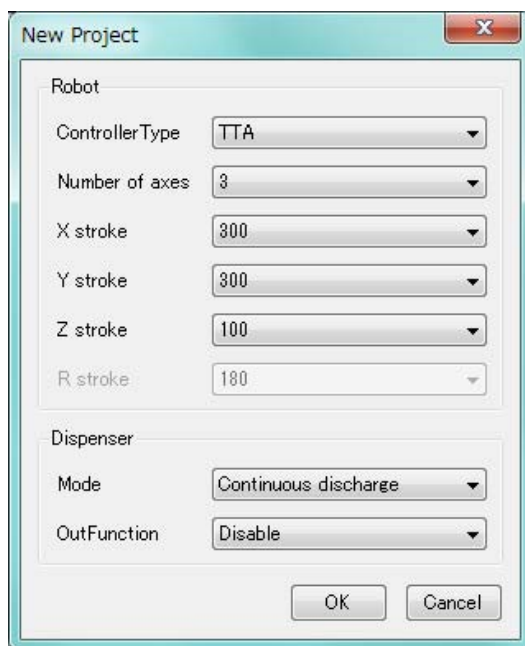 New Project
Robot
ControllerType TTA
Number of axes 3
X stroke 300
Y stroke 300
Z stroke 100
R stroke 180
Dispenser
Mode Continuous discharge
OutFunction Disable
OK Cancel